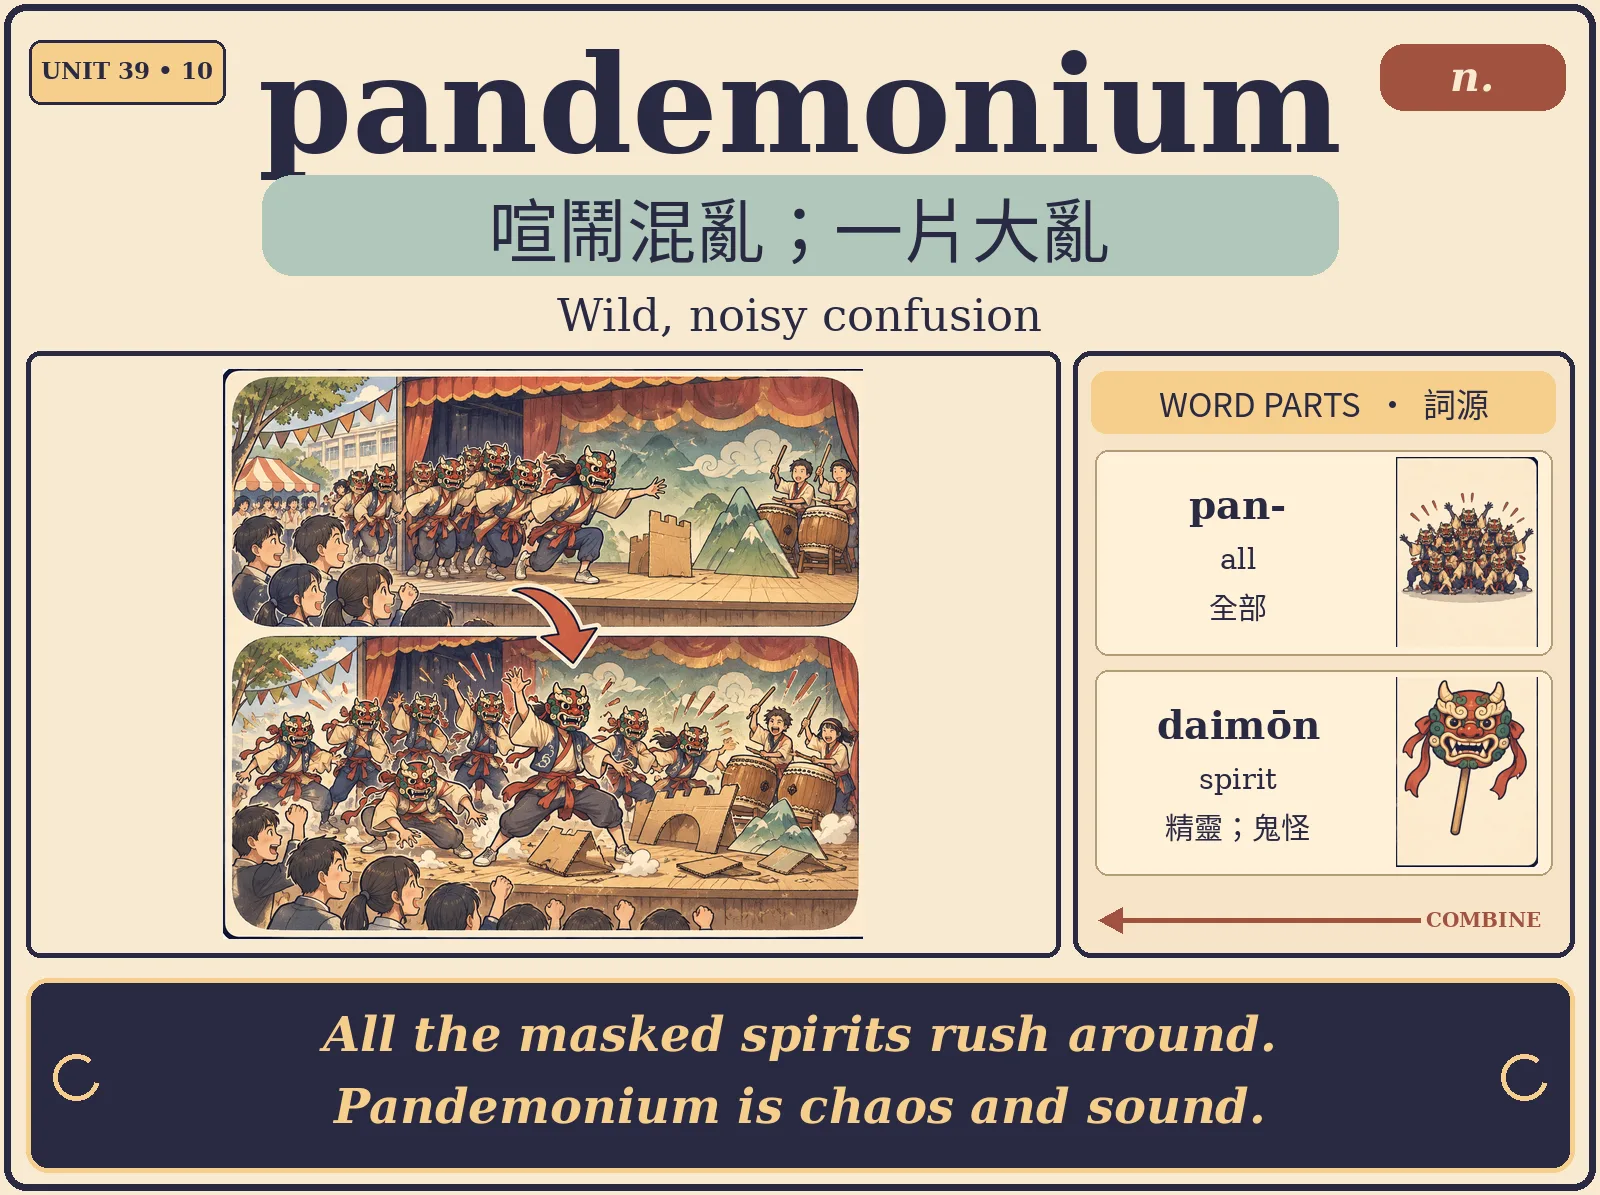 UNIT 39 • 10
pandemonium
n.
喧鬧混亂；一片大亂
Wild, noisy confusion
WORD PARTS · 詞源
pan-
all
全部
daimōn
spirit
精靈；鬼怪
COMBINE
All the masked spirits rush around.
Pandemonium is chaos and sound.